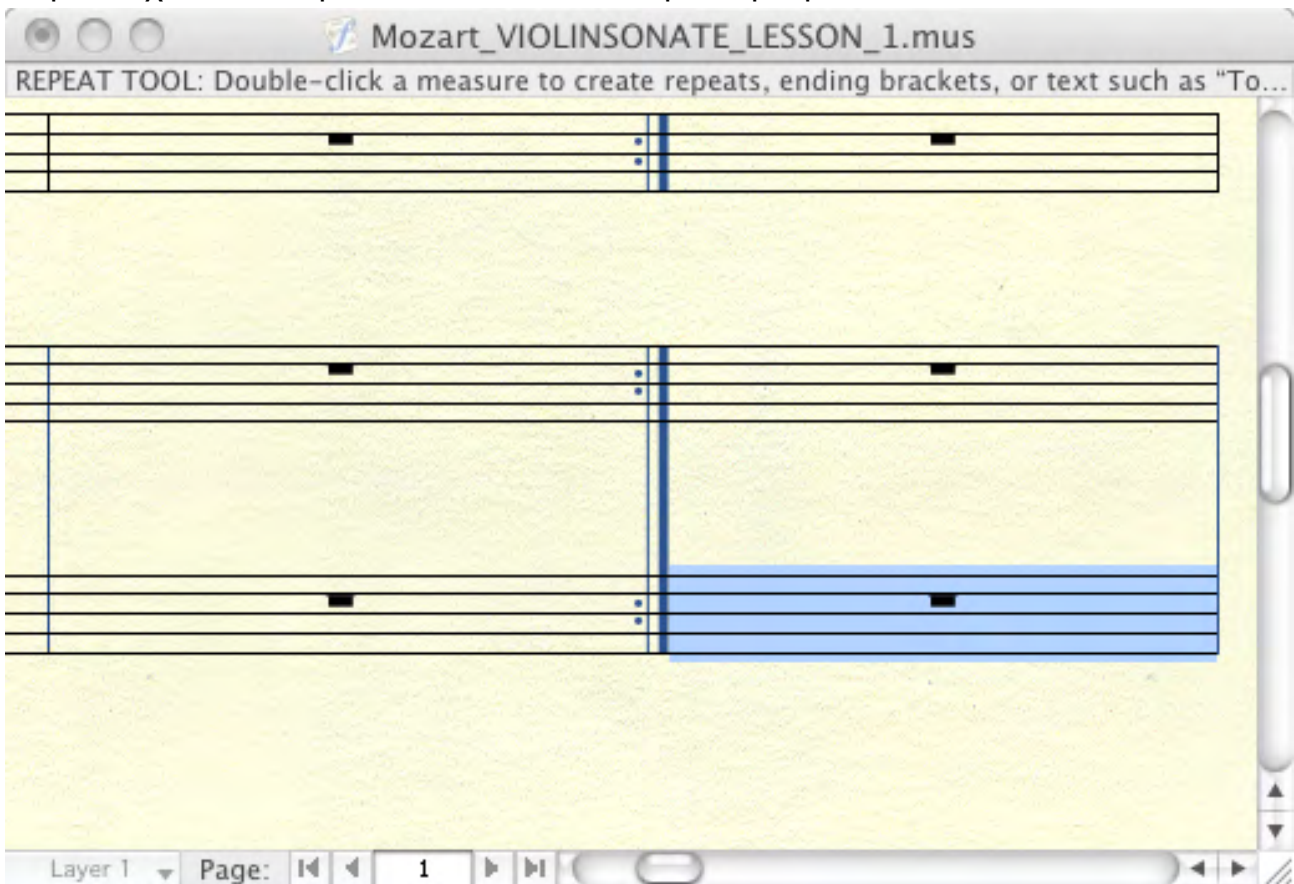 Mozart_VIOLINSONATE_LESSON_1.mus
REPEAT TOOL: Double-click a measure to create repeats, ending brackets, or text such as "To...
Layer 1 Page: 1